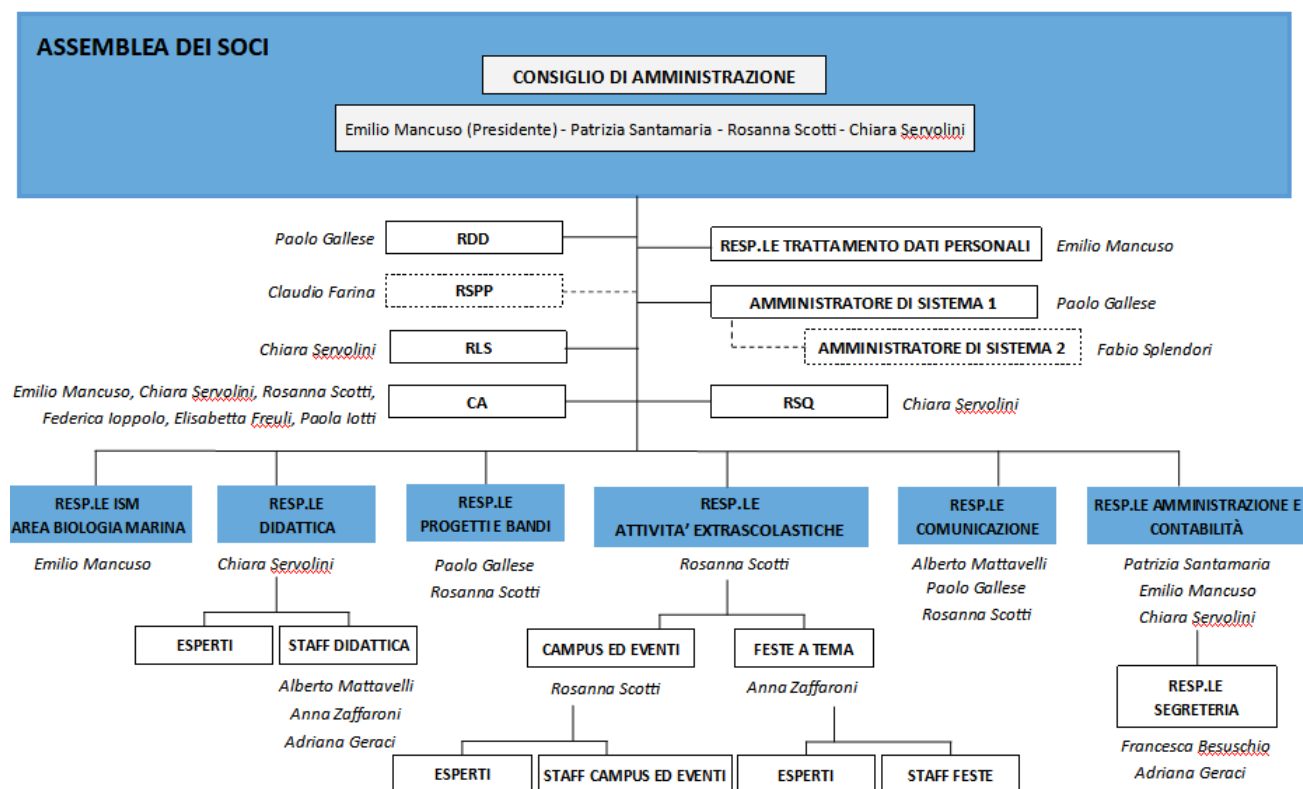 ASSEMBLEA DEI SOCI
CONSIGLIO DI AMMINISTRAZIONE
Emilio Mancuso (Presidente) - Patrizia Santamaria - Rosanna Scotti - Chiara Servolini
Paolo Gallese
RDD
RESP.LE TRATTAMENTO DATI PERSONALI
Emilio Mancuso
Claudio Farina
RSPP
AMMINISTRATORE DI SISTEMA 1
Paolo Gallese
Chiara Servolini
RLS
AMMINISTRATORE DI SISTEMA 2
Fabio Splendori
Emilio Mancuso, Chiara Servolini, Rosanna Scotti,
Federica Ioppolo, Elisabetta Freuli, Paola Iotti
CA
RSQ
Chiara Servolini
RESP.LE ISM
AREA BIOLOGIA MARINA
Emilio Mancuso
RESP.LE
DIDATTICA
Chiara Servolini
ESPERTI
STAFF DIDATTICA
Alberto Mattavelli
Anna Zaffaroni
Adriana Geraci
RESP.LE
PROGETTI E BANDI
Paolo Gallese
Rosanna Scotti
RESP.LE
ATTIVITA' EXTRASCOLASTICHE
Rosanna Scotti
CAMPUS ED EVENTI
Rosanna Scotti
ESPERTI
STAFF CAMPUS ED EVENTI
FESTE A TEMA
Anna Zaffaroni
ESPERTI
STAFF FESTE
RESP.LE
COMUNICAZIONE
Alberto Mattavelli
Paolo Gallese
Rosanna Scotti
RESP.LE AMMINISTRAZIONE E
CONTABILITÀ
Patrizia Santamaria
Emilio Mancuso
Chiara Servolini
RESP.LE
SEGRETERIA
Francesca Besuschio
Adriana Geraci